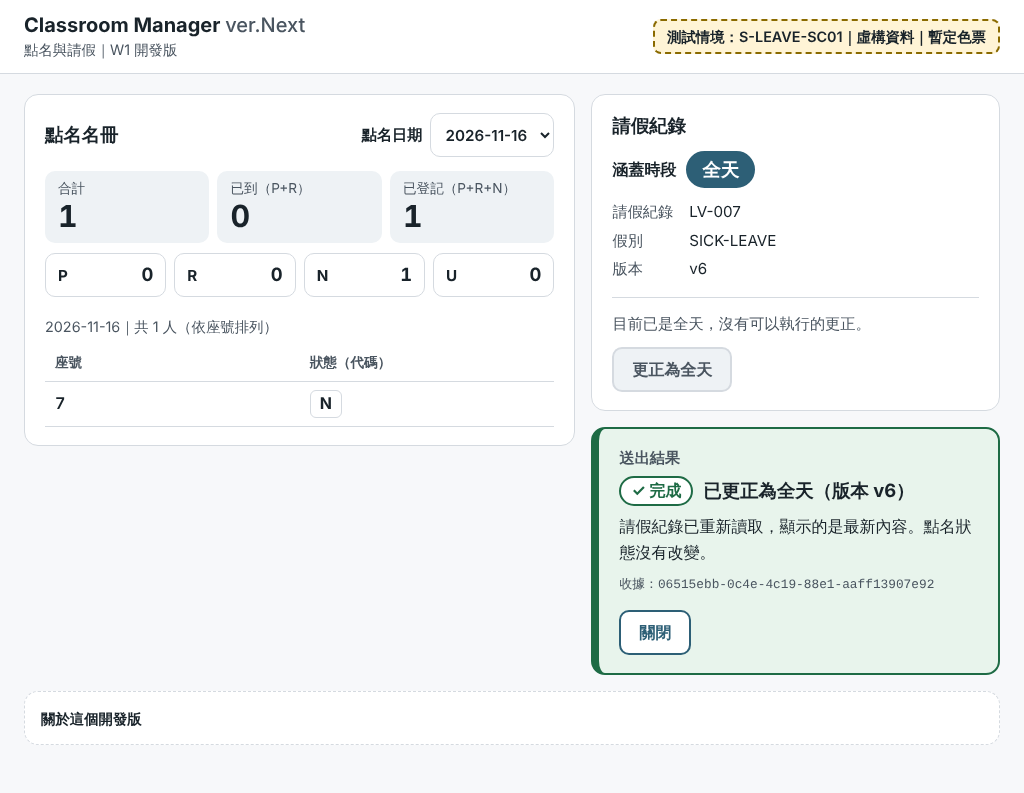 Classroom Manager ver.Next
點名與請假｜W1 開發版
測試情境：S-LEAVE-SC01｜虛構資料｜暫定色票
點名名冊
點名日期 2026-11-16
合計
1
已到（P+R）
0
已登記（P+R+N）
1
P 0
R 0
N 1
U 0
2026-11-16｜共 1 人（依座號排列）
座號 狀態（代碼）
7 N
請假紀錄
涵蓋時段 全天
請假紀錄 LV-007
假別 SICK-LEAVE
版本 v6
目前已是全天，沒有可以執行的更正。
更正為全天
送出結果
✓ 完成 已更正為全天（版本 v6）
請假紀錄已重新讀取，顯示的是最新內容。點名狀
態沒有改變。
收據：06515ebb-0c4e-4c19-88e1-aaff13907e92
關閉
關於這個開發版